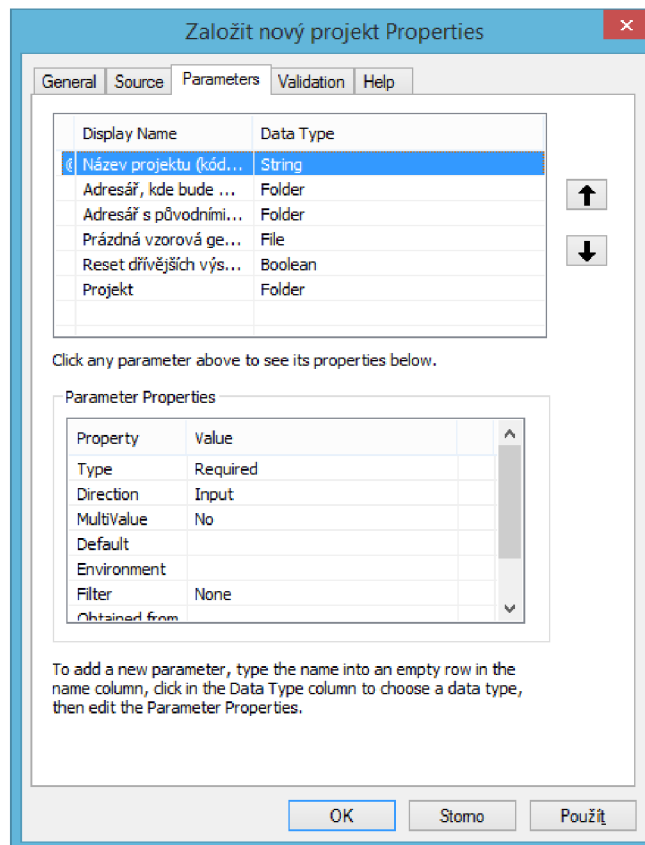 Založit nový projekt Properties
General Source Parameters Validation Help
Display Name Data Type
Název projektu (kód... String
Adresář, kde bude ... Folder
Adresář s původními... Folder
Prázdná vzorová ge... File
Reset dřívějších výs... Boolean
Projekt Folder
Click any parameter above to see its properties below.
Parameter Properties
Property Value
Type Required
Direction Input
MultiValue No
Default
Environment
Filter None
Obtained from
To add a new parameter, type the name into an empty row in the
name column, click in the Data Type column to choose a data type,
then edit the Parameter Properties.
OK Storno Použít